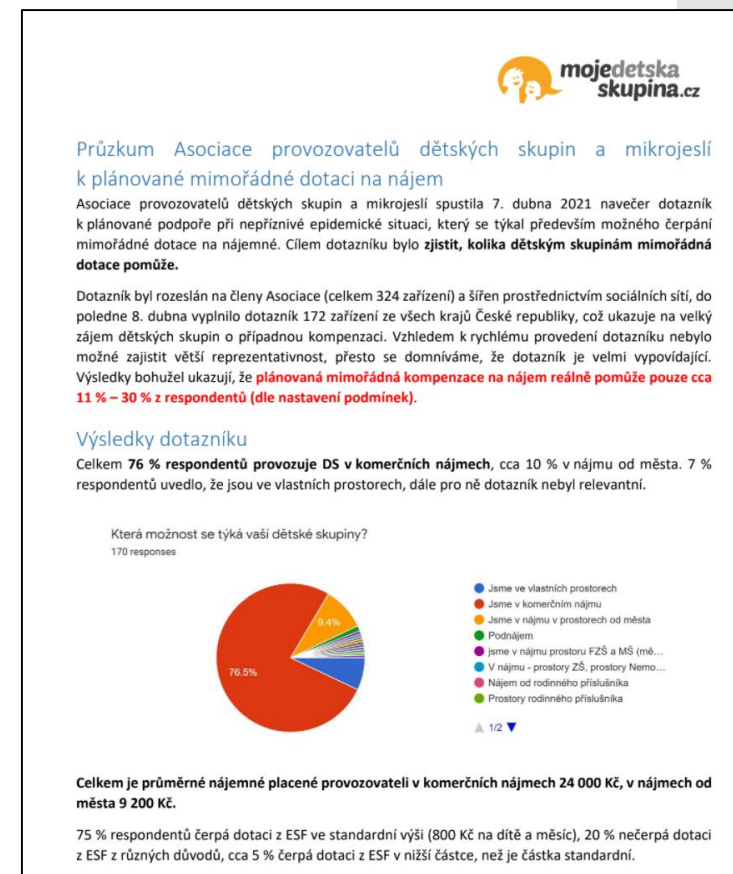 mojedetska
skupina.cz
Průzkum Asociace provozovatelů dětských skupin a mikrojeslí
k plánované mimořádné dotaci na nájem
Asociace provozovatelů dětských skupin a mikrojeslí spustila 7. dubna 2021 navečer dotazník
k plánované podpoře při nepříznivé epidemické situaci, který se týkal především možného čerpání
mimořádné dotace na nájemné. Cílem dotazníku bylo zjistit, kolika dětským skupinám mimořádná
dotace pomůže.
Dotazník byl rozeslán na členy Asociace (celkem 324 zařízení) a šířen prostřednictvím sociálních sítí, do
poledne 8. dubna vyplnilo dotazník 172 zařízení ze všech krajů České republiky, což ukazuje na velký
zájem dětských skupin o případnou kompenzaci. Vzhledem k rychlému provedení dotazníku nebylo
možné zajistit větší reprezentativnost, přesto se domníváme, že dotazník je velmi vypovídající.
Výsledky bohužel ukazují, že plánovaná mimořádná kompenzace na nájem reálně pomůže pouze cca
11 % – 30 % z respondentů (dle nastavení podmínek).
Výsledky dotazníku
Celkem 76 % respondentů provozuje DS v komerčních nájmech, cca 10 % v nájmu od města. 7 %
respondentů uvedlo, že jsou ve vlastních prostorech, dále pro ně dotazník nebyl relevantní.
Která možnost se týká vaší dětské skupiny?
170 responses
9.4%
76.5%
Jsme ve vlastních prostorech
Jsme v komerčním nájmu
Jsme v nájmu v prostorech od města
Podnájem
jsme v nájmu prostoru FZŠ a MŠ (mě...
V nájmu - prostory ZŠ, prostory Nemo...
Nájem od rodinného příslušníka
Prostory rodinného příslušníka
1/2
Celkem je průměrné nájemné placené provozovateli v komerčních nájmech 24 000 Kč, v nájmech od
města 9 200 Kč.
75 % respondentů čerpá dotaci z ESF ve standardní výši (800 Kč na dítě a měsíc), 20 % nečerpá dotaci
z ESF z různých důvodů, cca 5 % čerpá dotaci z ESF v nižší částce, než je částka standardní.